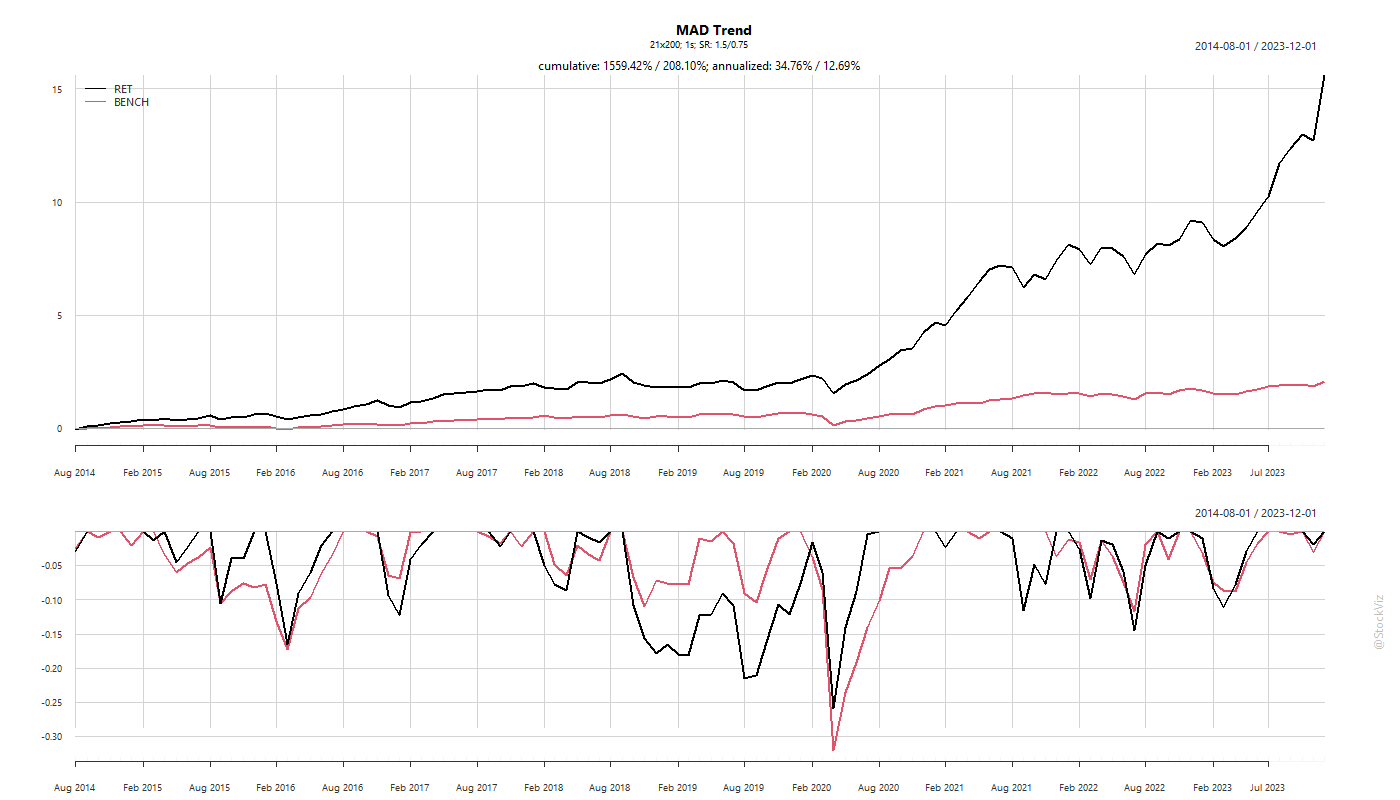 MAD Trend
21x200; 1s; SR: 1.5/0.75
2014-08-01 / 2023-12-01
cumulative: 1559.42% / 208.10%; annualized: 34.76% / 12.69%
RET
BENCH
15
10
5
0
Aug 2014 Feb 2015 Aug 2015 Feb 2016 Aug 2016 Feb 2017 Aug 2017 Feb 2018 Aug 2018 Feb 2019 Aug 2019 Feb 2020 Aug 2020 Feb 2021 Aug 2021 Feb 2022 Aug 2022 Feb 2023 Jul 2023
2014-08-01 / 2023-12-01
-0.05
-0.10
-0.15
-0.20
-0.25
-0.30
Aug 2014 Feb 2015 Aug 2015 Feb 2016 Aug 2016 Feb 2017 Aug 2017 Feb 2018 Aug 2018 Feb 2019 Aug 2019 Feb 2020 Aug 2020 Feb 2021 Aug 2021 Feb 2022 Aug 2022 Feb 2023 Jul 2023
@StockViz